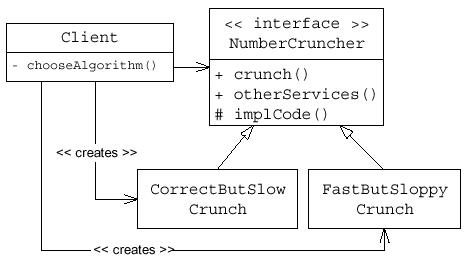 Client
- chooseAlgorithm()
<< interface >>
NumberCruncher
+ crunch()
+ otherServices()
# implCode()
<< creates >>
CorrectButSlow
Crunch
FastButSloppy
Crunch
<< creates >>